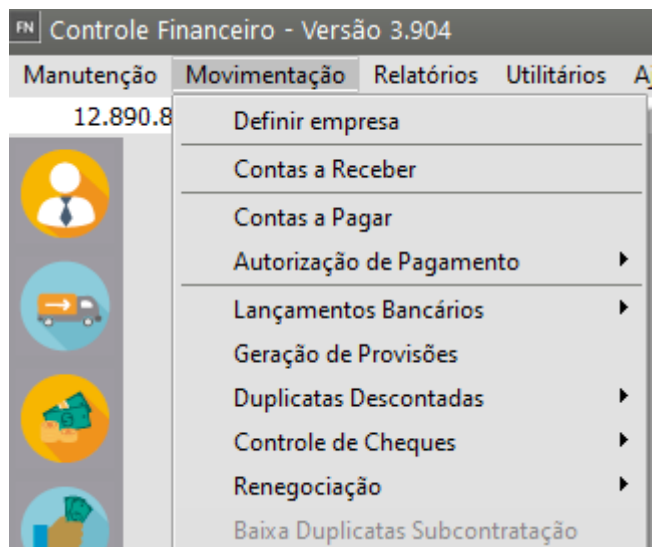 FN Controle Financeiro - Versão 3.904
Manutenção Movimentação Relatórios Utilitários Aj
12.890.8
Definir empresa
Contas a Receber
Contas a Pagar
Autorização de Pagamento
Lançamentos Bancários
Geração de Provisões
Duplicatas Descontadas
Controle de Cheques
Renegociação
Baixa Duplicatas Subcontratação